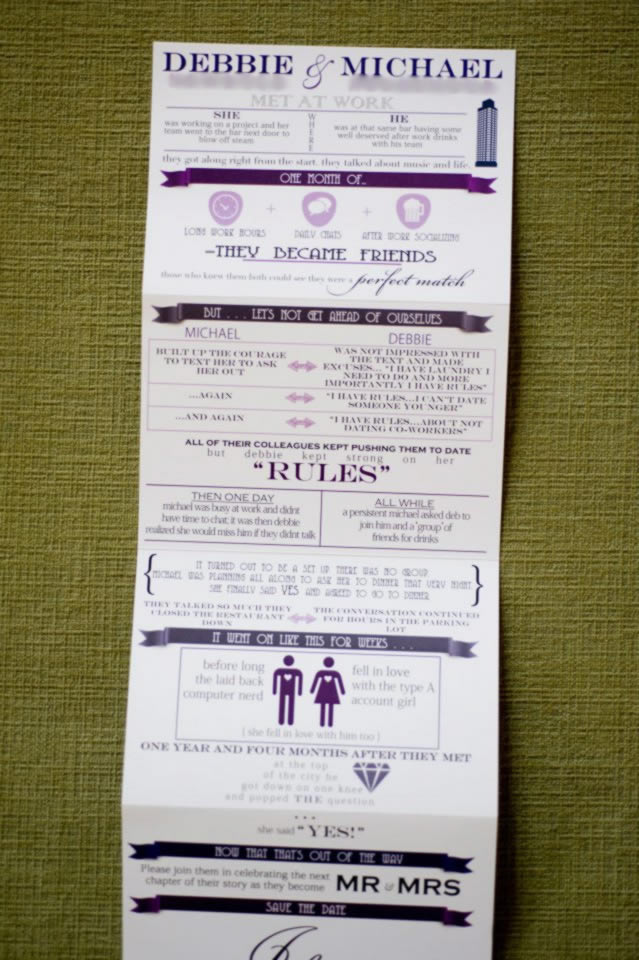 DEBBIE & MICHAEL
MET AT WORK
SHE
was working on a project and her
team went to the bar next door to
blow off steam
WHERE
HE
was at that same bar having some
well deserved after work drinks
with his team
they got along right from the start. they talked about music and life.
ONE MONTH OF..
+ +
LONG WORK HOURS DAILY CHATS AFTER WORK SOCIALIZING
–THEY BECAME FRIENDS
those who knew them both could see they were a perfect match
BUT . . . . LET'S NOT GET AHEAD OF OURSELVES
MICHAEL DEBBIE
BUILT UP THE COURAGE
TO TEXT HER TO ASK
HER OUT
WAS NOT IMPRESSED WITH
THE TEXT AND MADE
EXCUSES... "I HAVE LAUNDRY I
NEED TO DO AND MORE
IMPORTANTLY I HAVE RULES"
...AGAIN
"I HAVE RULES...I CAN'T DATE
SOMEONE YOUNGER"
...AND AGAIN
"I HAVE RULES...ABOUT NOT
DATING CO-WORKERS"
ALL OF THEIR COLLEAGUES KEPT PUSHING THEM TO DATE
but debbie kept strong on her
"RULES"
THEN ONE DAY
michael was busy at work and didnt
have time to chat, it was then debbie
realized she would miss him if they didnt talk
ALL WHILE
a persistent michael asked deb to
join him and a 'group' of
friends for drinks
{ IT TURNED OUT TO BE A SET UP THERE WAS NO GROUP
MICHAEL WAS PLANNING ALL ALONG TO ASK HER TO DINNER THAT VERY NIGHT
SHE FINALLY SAID YES AND AGREED TO GO TO DINNER }
THEY TALKED SO MUCH THEY
CLOSED THE RESTAURANT
DOWN
THE CONVERSATION CONTINUED
FOR HOURS IN THE PARKING
LOT
IT WENT ON LIKE THIS FOR WEEKS . . .
before long
the laid back
computer nerd
fell in love
with the type A
account girl
{ she fell in love with him too }
ONE YEAR AND FOUR MONTHS AFTER THEY MET
at the top
of the city he
got down on one knee
and popped THE question
...
she said "YES!"
NOW THAT THAT'S OUT OF THE WAY
Please join them in celebrating the next
chapter of their story as they become
MR & MRS
SAVE THE DATE